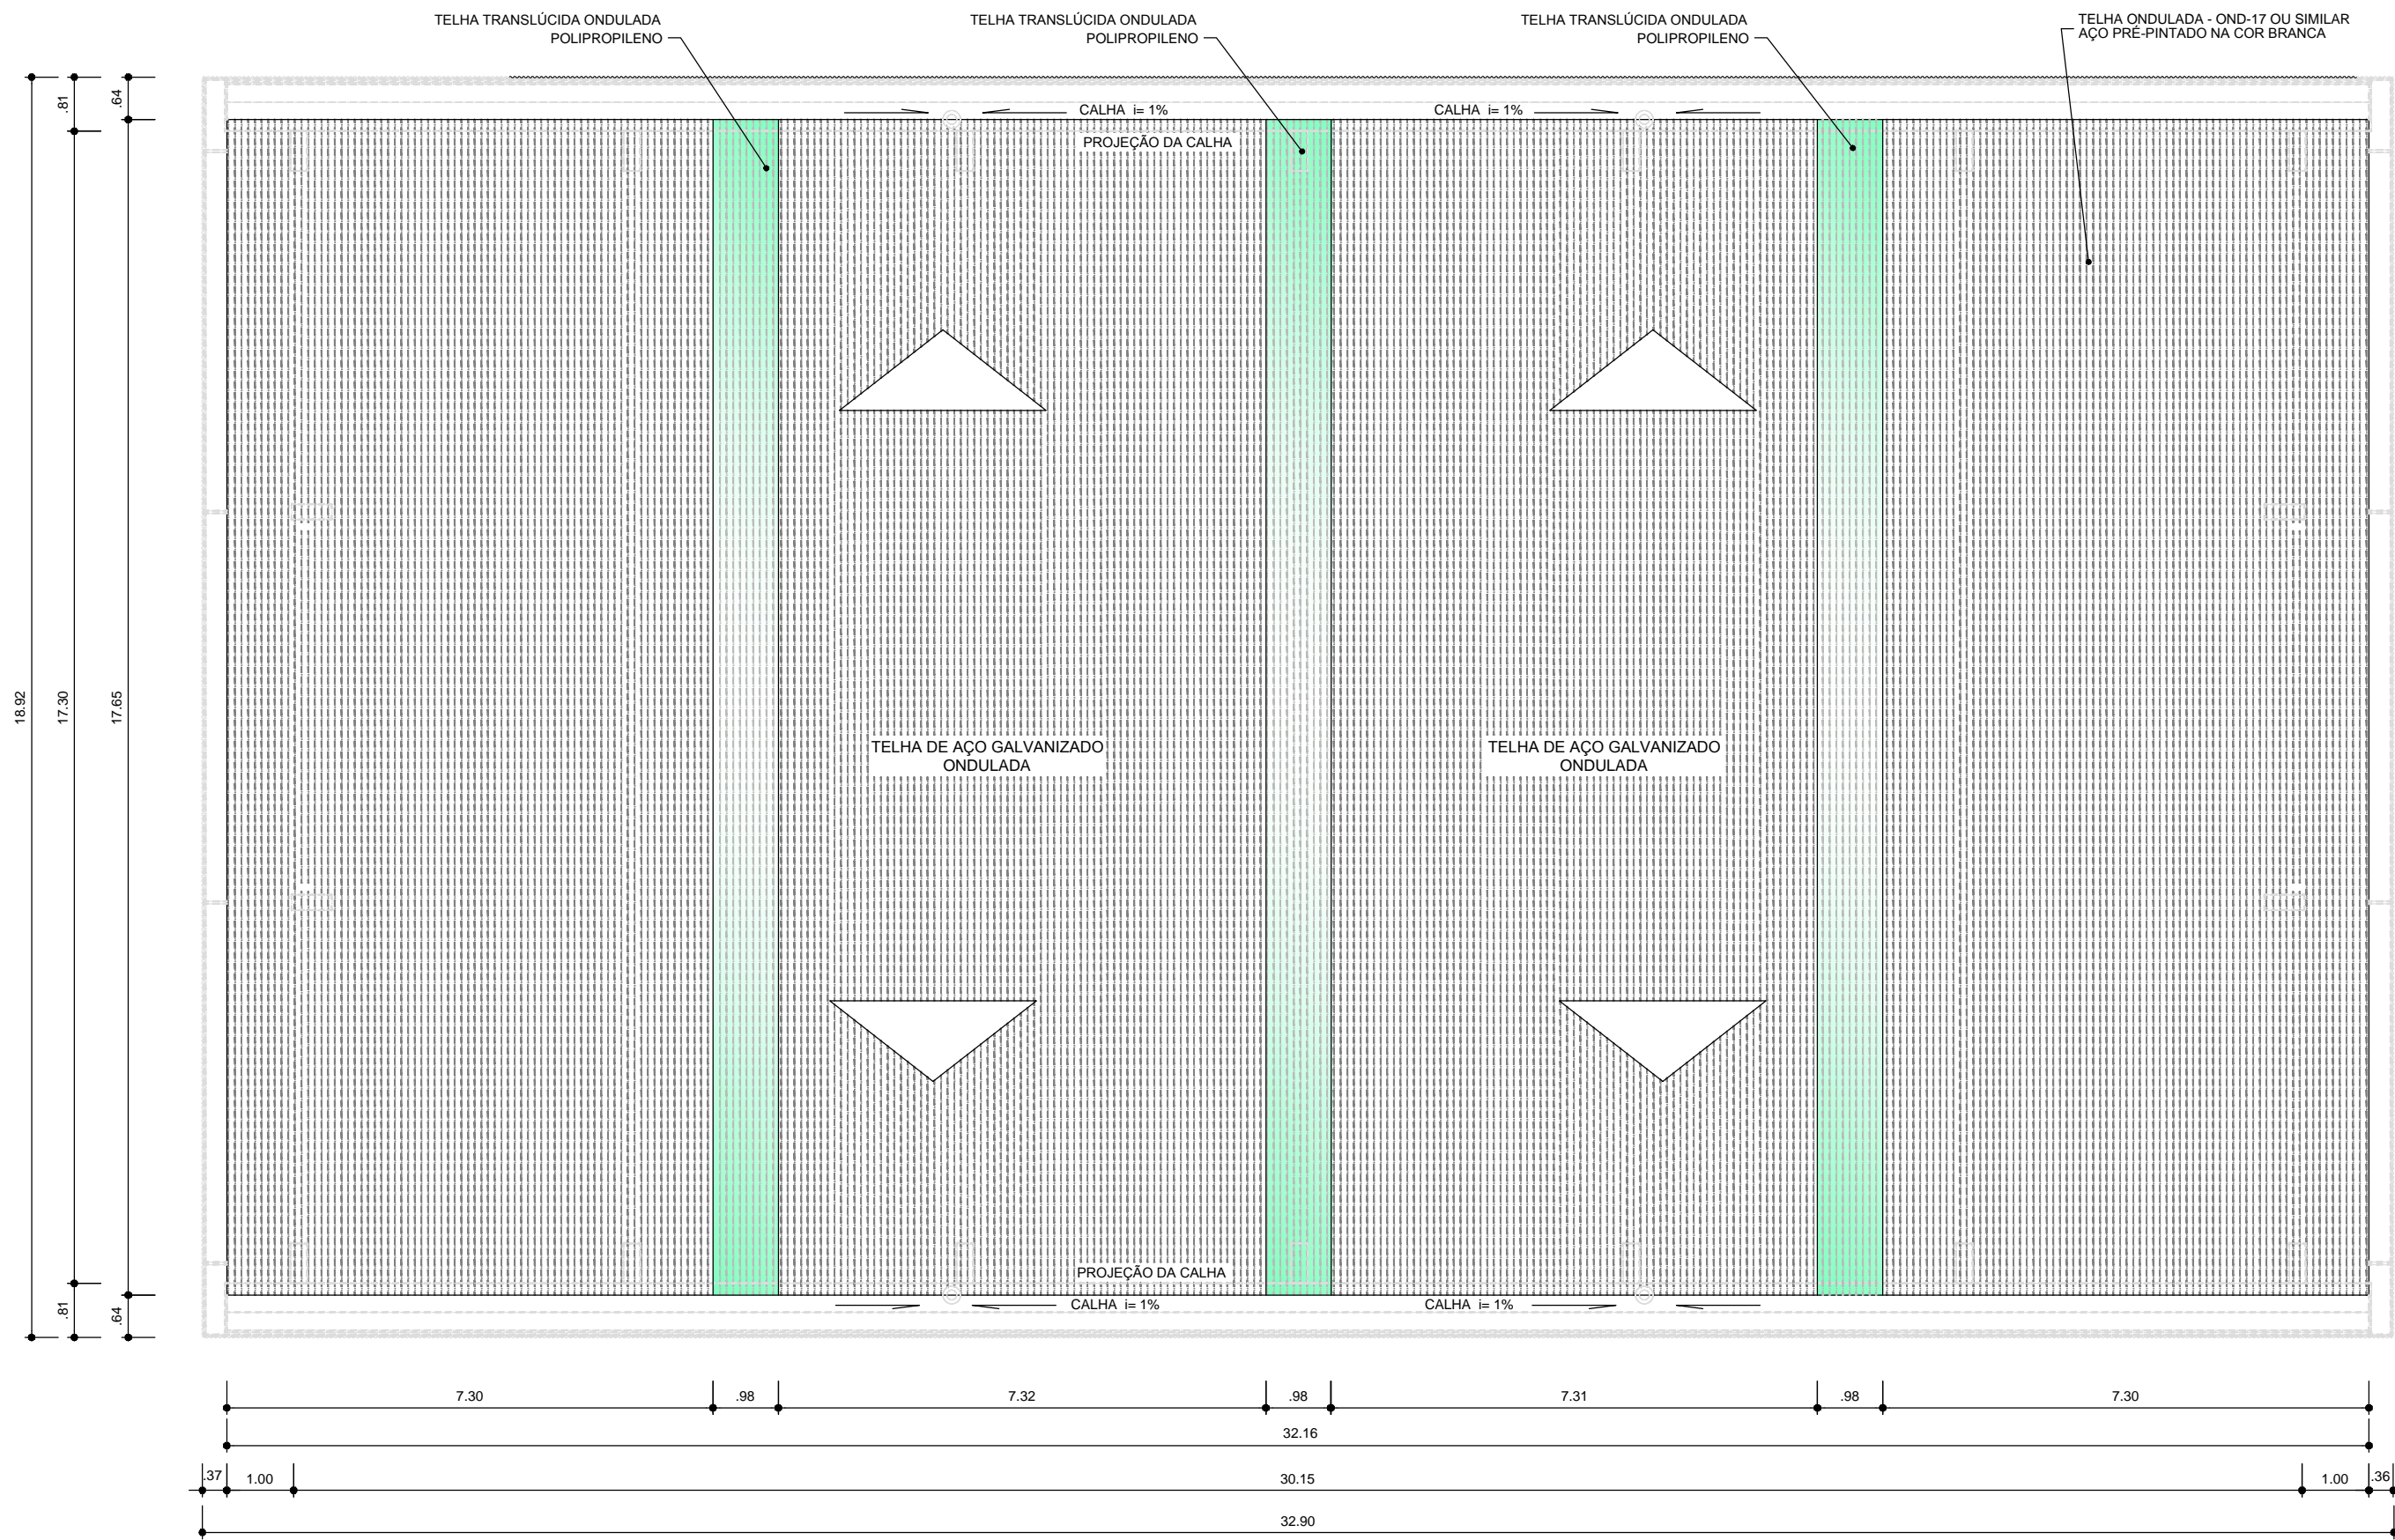 TELHA TRANSLÚCIDA ONDULADA
POLIPROPILENO
TELHA TRANSLÚCIDA ONDULADA
POLIPROPILENO
TELHA TRANSLÚCIDA ONDULADA
POLIPROPILENO
TELHA ONDULADA - OND-17 OU SIMILAR
AÇO PRÉ-PINTADO NA COR BRANCA
.81
.64
CALHA i= 1%
CALHA i= 1%
PROJEÇÃO DA CALHA
18.92
17.30
17.65
TELHA DE AÇO GALVANIZADO
ONDULADA
TELHA DE AÇO GALVANIZADO
ONDULADA
PROJEÇÃO DA CALHA
.81
.64
CALHA i= 1%
CALHA i= 1%
7.30 .98 7.32 .98 7.31 .98 7.30
32.16
.37 1.00 30.15 1.00 .36
32.90